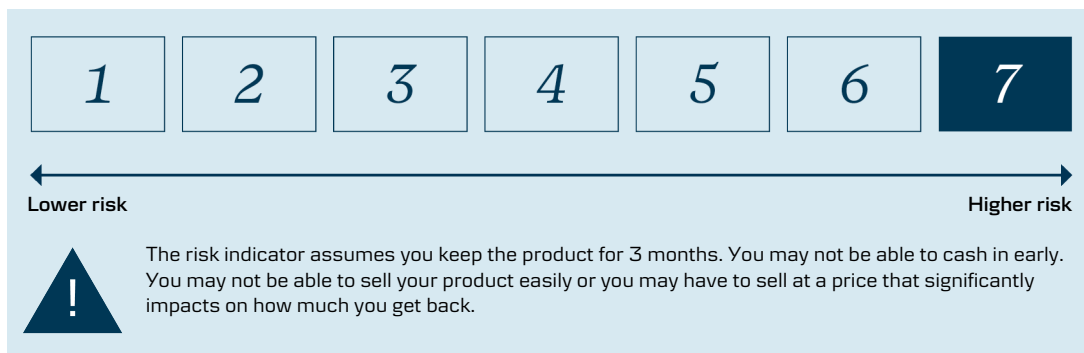 1 2 3 4 5 6 7
Lower risk Higher risk
!
The risk indicator assumes you keep the product for 3 months. You may not be able to cash in early.
You may not be able to sell your product easily or you may have to sell at a price that significantly
impacts on how much you get back.